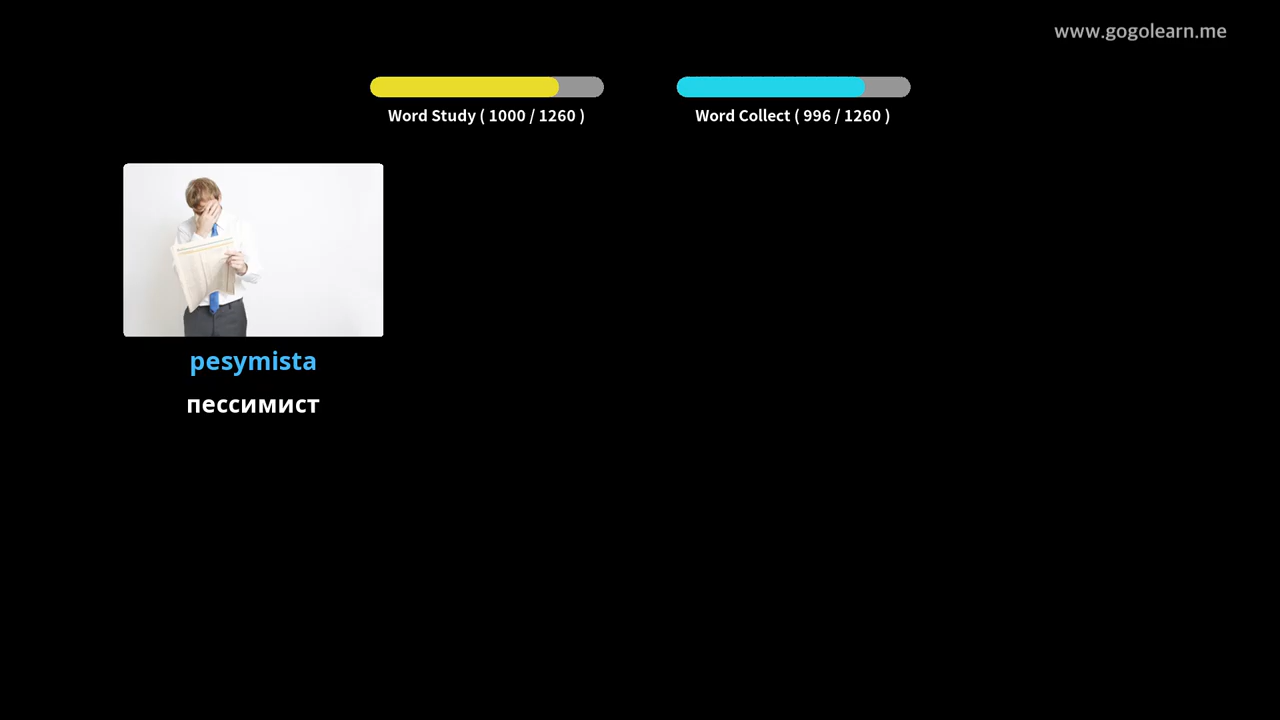 www.gogolearn.me
Word Study ( 1000 / 1260 )
Word Collect ( 996 / 1260 )
pesymista
пессимист